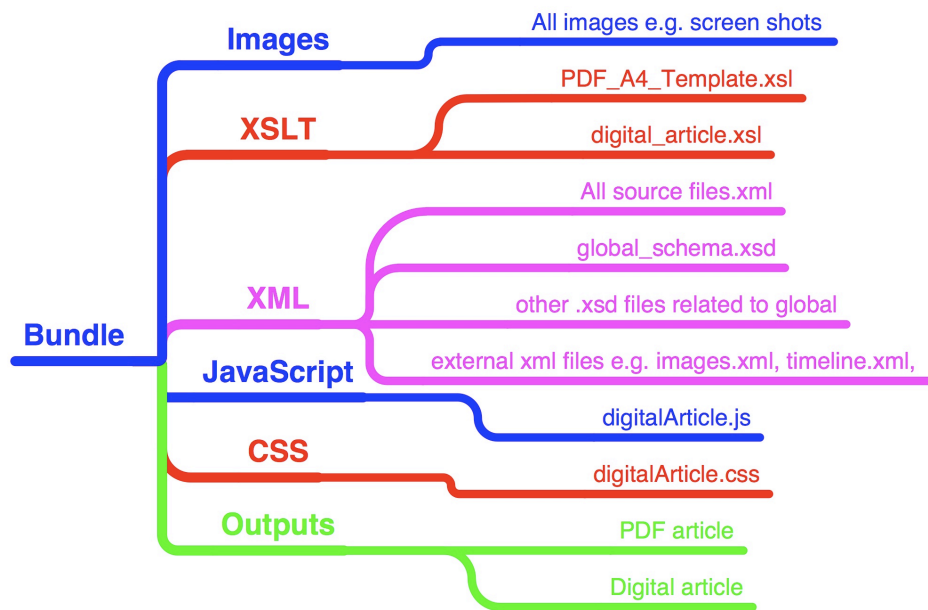 Images
All images e.g. screen shots
XSLT
PDF_A4_Template.xsl
digital_article.xsl
XML
All source files.xml
global_schema.xsd
other .xsd files related to global
external xml files e.g. images.xml, timeline.xml,
Bundle
JavaScript
digitalArticle.js
CSS
digitalArticle.css
Outputs
PDF article
Digital article